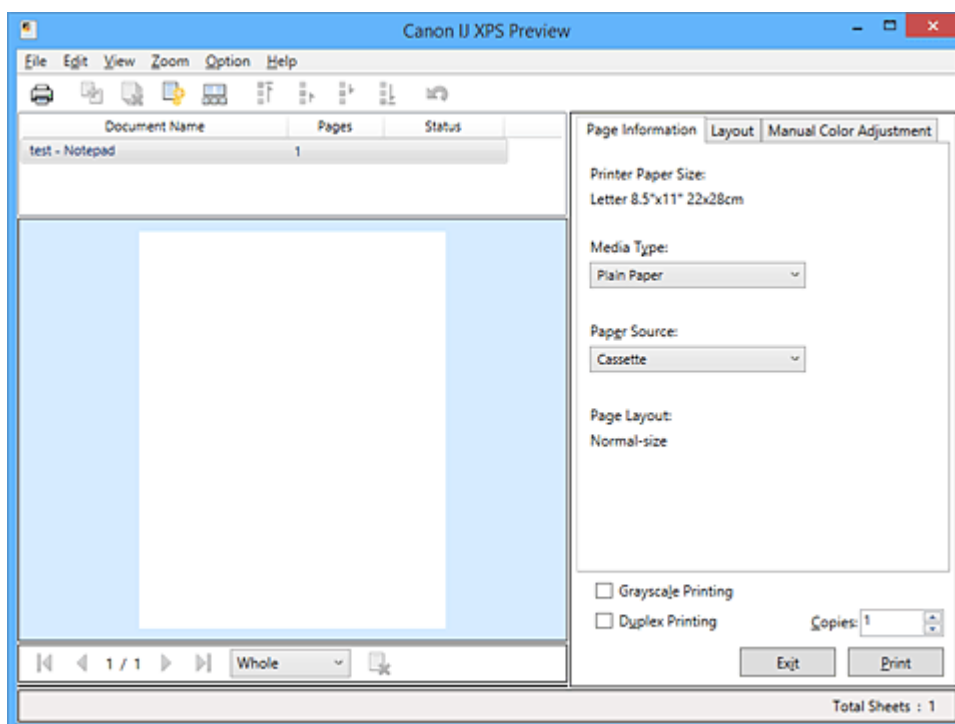 Canon IJ XPS Preview
File Edit View Zoom Option Help
Document Name Pages Status
test - Notepad 1
Page Information Layout Manual Color Adjustment
Printer Paper Size:
Letter 8.5"x11" 22x28cm
Media Type:
Plain Paper
Paper Source:
Cassette
Page Layout:
Normal-size
Grayscale Printing
Duplex Printing Copies: 1
1 / 1 Whole Exit Print
Total Sheets : 1